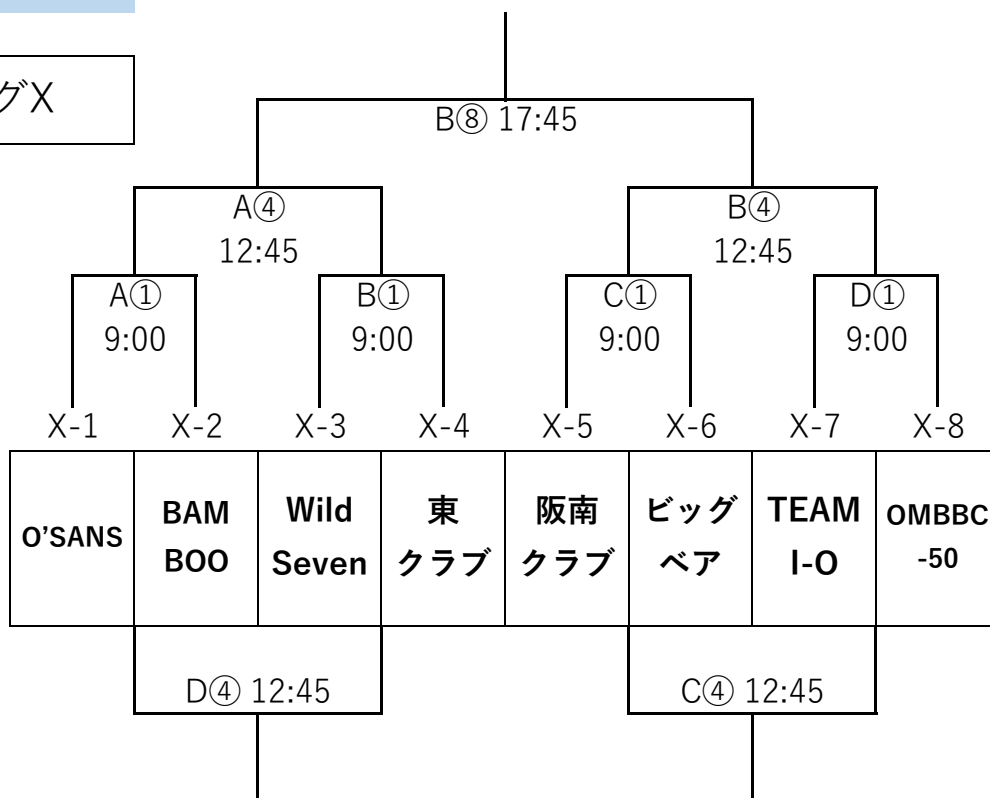 グX
B⑧ 17:45
A④
12:45
B④
12:45
A①
9:00
B①
9:00
C①
9:00
D①
9:00
X-1 X-2 X-3 X-4 X-5 X-6 X-7 X-8
O’SANS
BAM
BOO
Wild
Seven
東
クラブ
阪南
クラブ
ビッグ
ベア
TEAM
I-O
OMBBC
-50
D④ 12:45
C④ 12:45